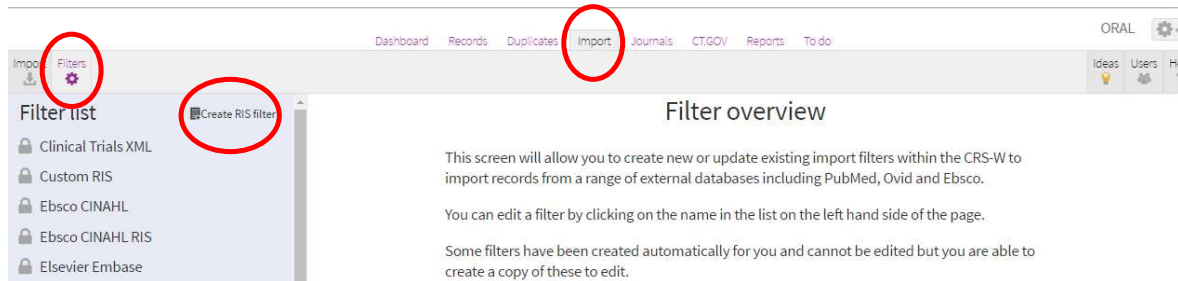 ORAL
Dashboard Records Duplicates Import Journals CT.GOV Reports To do
Import Filters
Ideas Users
Filter list
Create RIS filter
Filter overview
Clinical Trials XML
Custom RIS
Ebsco CINAHL
Ebsco CINAHL RIS
Elsevier Embase
This screen will allow you to create new or update existing import filters within the CRS-W to
import records from a range of external databases including PubMed, Ovid and Ebsco.
You can edit a filter by clicking on the name in the list on the left hand side of the page.
Some filters have been created automatically for you and cannot be edited but you are able to
create a copy of these to edit.